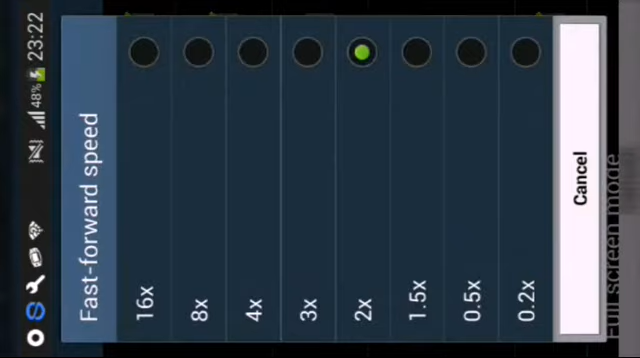 48% 23:22
Fast-forward speed
16x
8x
4x
3x
2x
1.5x
0.5x
0.2x
Cancel
Full screen mode